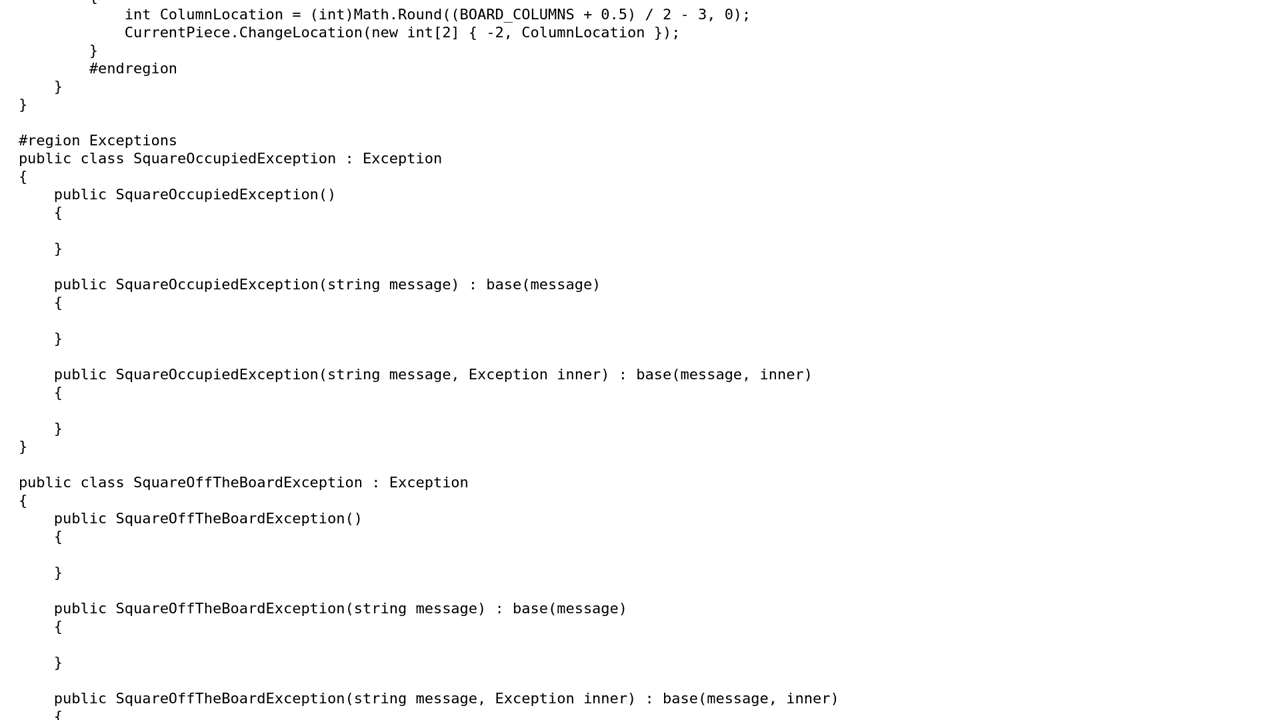 {
int ColumnLocation = (int)Math.Round((BOARD_COLUMNS + 0.5) / 2 - 3, 0);
CurrentPiece.ChangeLocation(new int[2] { -2, ColumnLocation });
}
#endregion
}
}
#region Exceptions
public class SquareOccupiedException : Exception
{
public SquareOccupiedException()
{
}
public SquareOccupiedException(string message) : base(message)
{
}
public SquareOccupiedException(string message, Exception inner) : base(message, inner)
{
}
}
public class SquareOffTheBoardException : Exception
{
public SquareOffTheBoardException()
{
}
public SquareOffTheBoardException(string message) : base(message)
{
}
public SquareOffTheBoardException(string message, Exception inner) : base(message, inner)
{